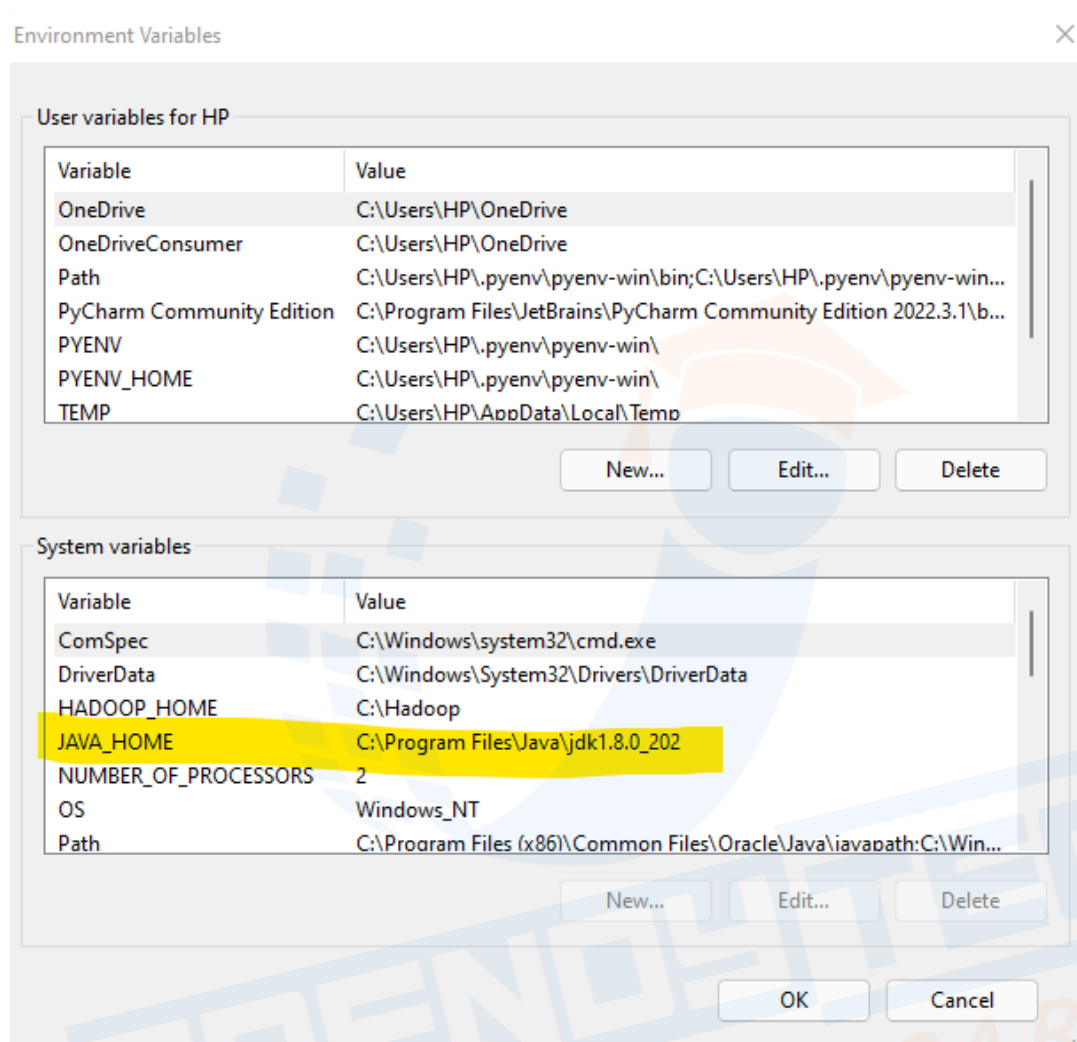 Environment Variables
User variables for HP
Variable Value
OneDrive C:\Users\HP\OneDrive
OneDriveConsumer C:\Users\HP\OneDrive
Path C:\Users\HP\.pyenv\pyenv-win\bin;C:\Users\HP\.pyenv\pyenv-win...
PyCharm Community Edition C:\Program Files\JetBrains\PyCharm Community Edition 2022.3.1\b...
PYENV C:\Users\HP\.pyenv\pyenv-win\
PYENV_HOME C:\Users\HP\.pyenv\pyenv-win\
TEMP C:\Users\HP\AppData\Local\Temp
New... Edit... Delete
System variables
Variable Value
ComSpec C:\Windows\system32\cmd.exe
DriverData C:\Windows\System32\Drivers\DriverData
HADOOP_HOME C:\Hadoop
JAVA_HOME C:\Program Files\Java\jdk1.8.0_202
NUMBER_OF_PROCESSORS 2
OS Windows_NT
Path C:\Program Files (x86)\Common Files\Oracle\Java\javapath;C:\Win...
New... Edit... Delete
OK Cancel